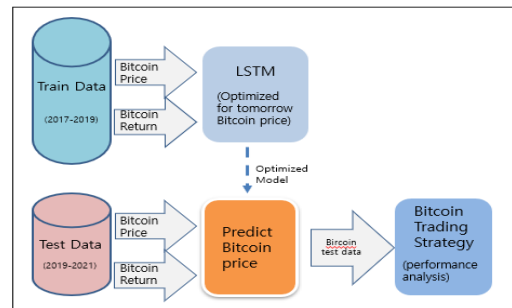 Bitcoin
Price
Train Data
(2017-2019)
Bitcoin
Return
LSTM
(Optimized
for tomorrow
Bitcoin price)
Optimized
Model
Bitcoin
Price
Test Data
(2019-2021)
Bitcoin
Return
Predict
Bitcoin
price
Bircoin
test data
Bitcoin
Trading
Strategy
(performance
analysis)